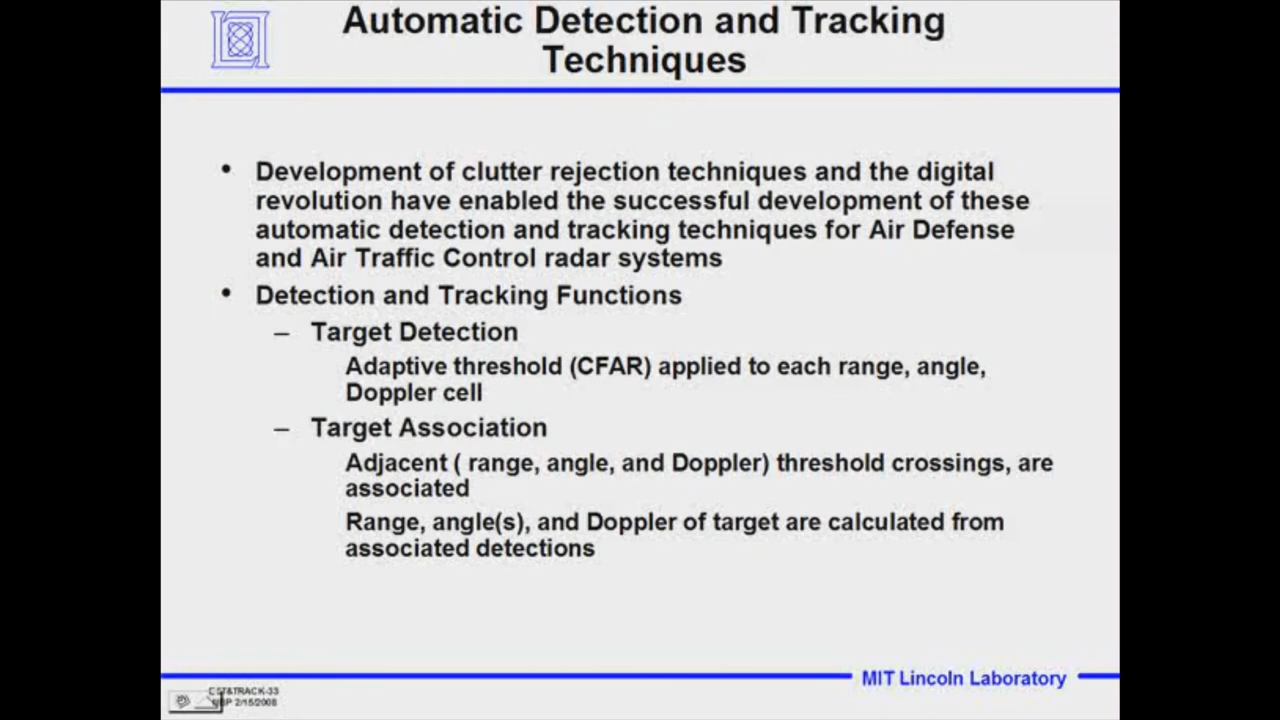 Automatic Detection and Tracking
Techniques
• Development of clutter rejection techniques and the digital
revolution have enabled the successful development of these
automatic detection and tracking techniques for Air Defense
and Air Traffic Control radar systems
• Detection and Tracking Functions
– Target Detection
Adaptive threshold (CFAR) applied to each range, angle,
Doppler cell
– Target Association
Adjacent ( range, angle, and Doppler) threshold crossings, are
associated
Range, angle(s), and Doppler of target are calculated from
associated detections
MIT Lincoln Laboratory
2/15/2008